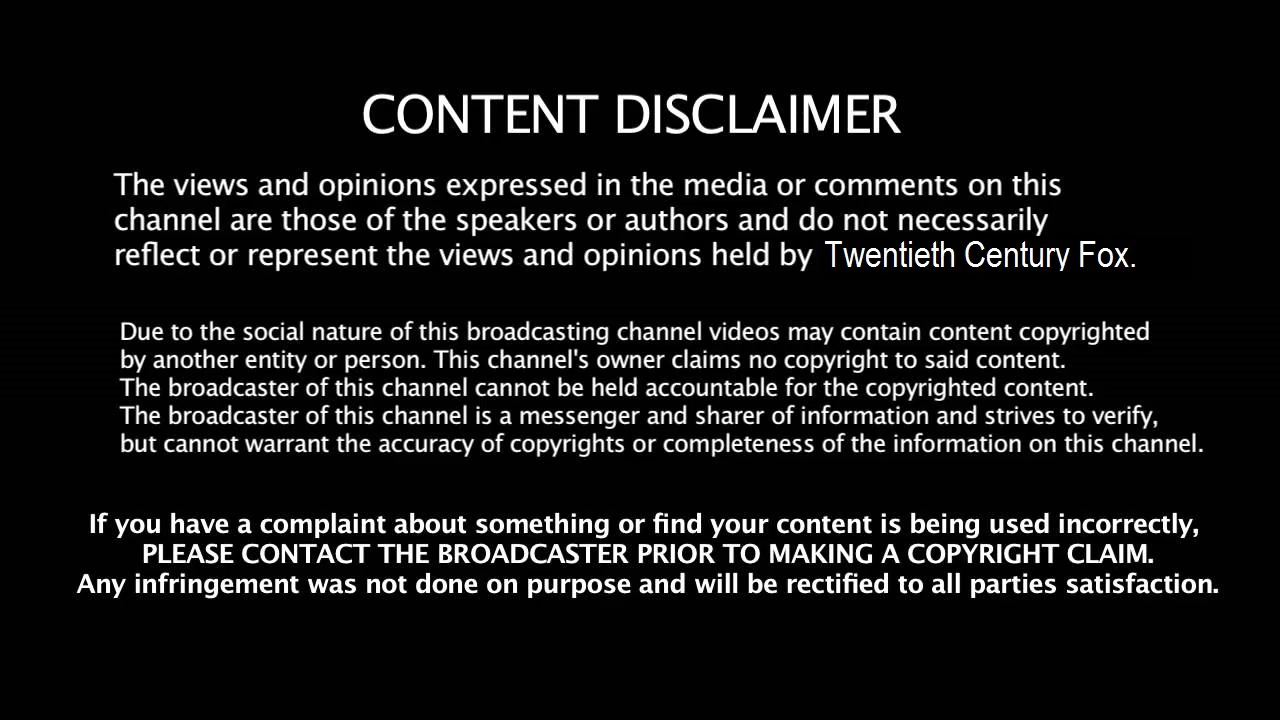 CONTENT DISCLAIMER
The views and opinions expressed in the media or comments on this
channel are those of the speakers or authors and do not necessarily
reflect or represent the views and opinions held by Twentieth Century Fox.
Due to the social nature of this broadcasting channel videos may contain content copyrighted
by another entity or person. This channel's owner claims no copyright to said content.
The broadcaster of this channel cannot be held accountable for the copyrighted content.
The broadcaster of this channel is a messenger and sharer of information and strives to verify,
but cannot warrant the accuracy of copyrights or completeness of the information on this channel.
If you have a complaint about something or find your content is being used incorrectly,
PLEASE CONTACT THE BROADCASTER PRIOR TO MAKING A COPYRIGHT CLAIM.
Any infringement was not done on purpose and will be rectified to all parties satisfaction.